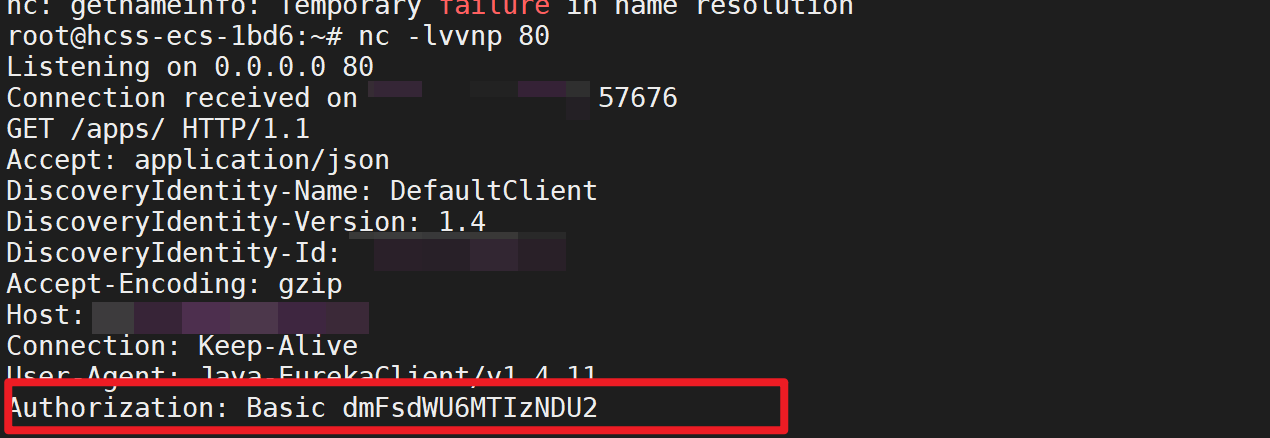 nc: getnameinfo: Temporary failure in name resolution
root@hcss-ecs-1bd6:~# nc -lvvnp 80
Listening on 0.0.0.0 80
Connection received on 57676
GET /apps/ HTTP/1.1
Accept: application/json
DiscoveryIdentity-Name: DefaultClient
DiscoveryIdentity-Version: 1.4
DiscoveryIdentity-Id:
Accept-Encoding: gzip
Host:
Connection: Keep-Alive
User-Agent: Java-EurekaClient/v1.4.11
Authorization: Basic dmFsdWU6MTIzNDU2